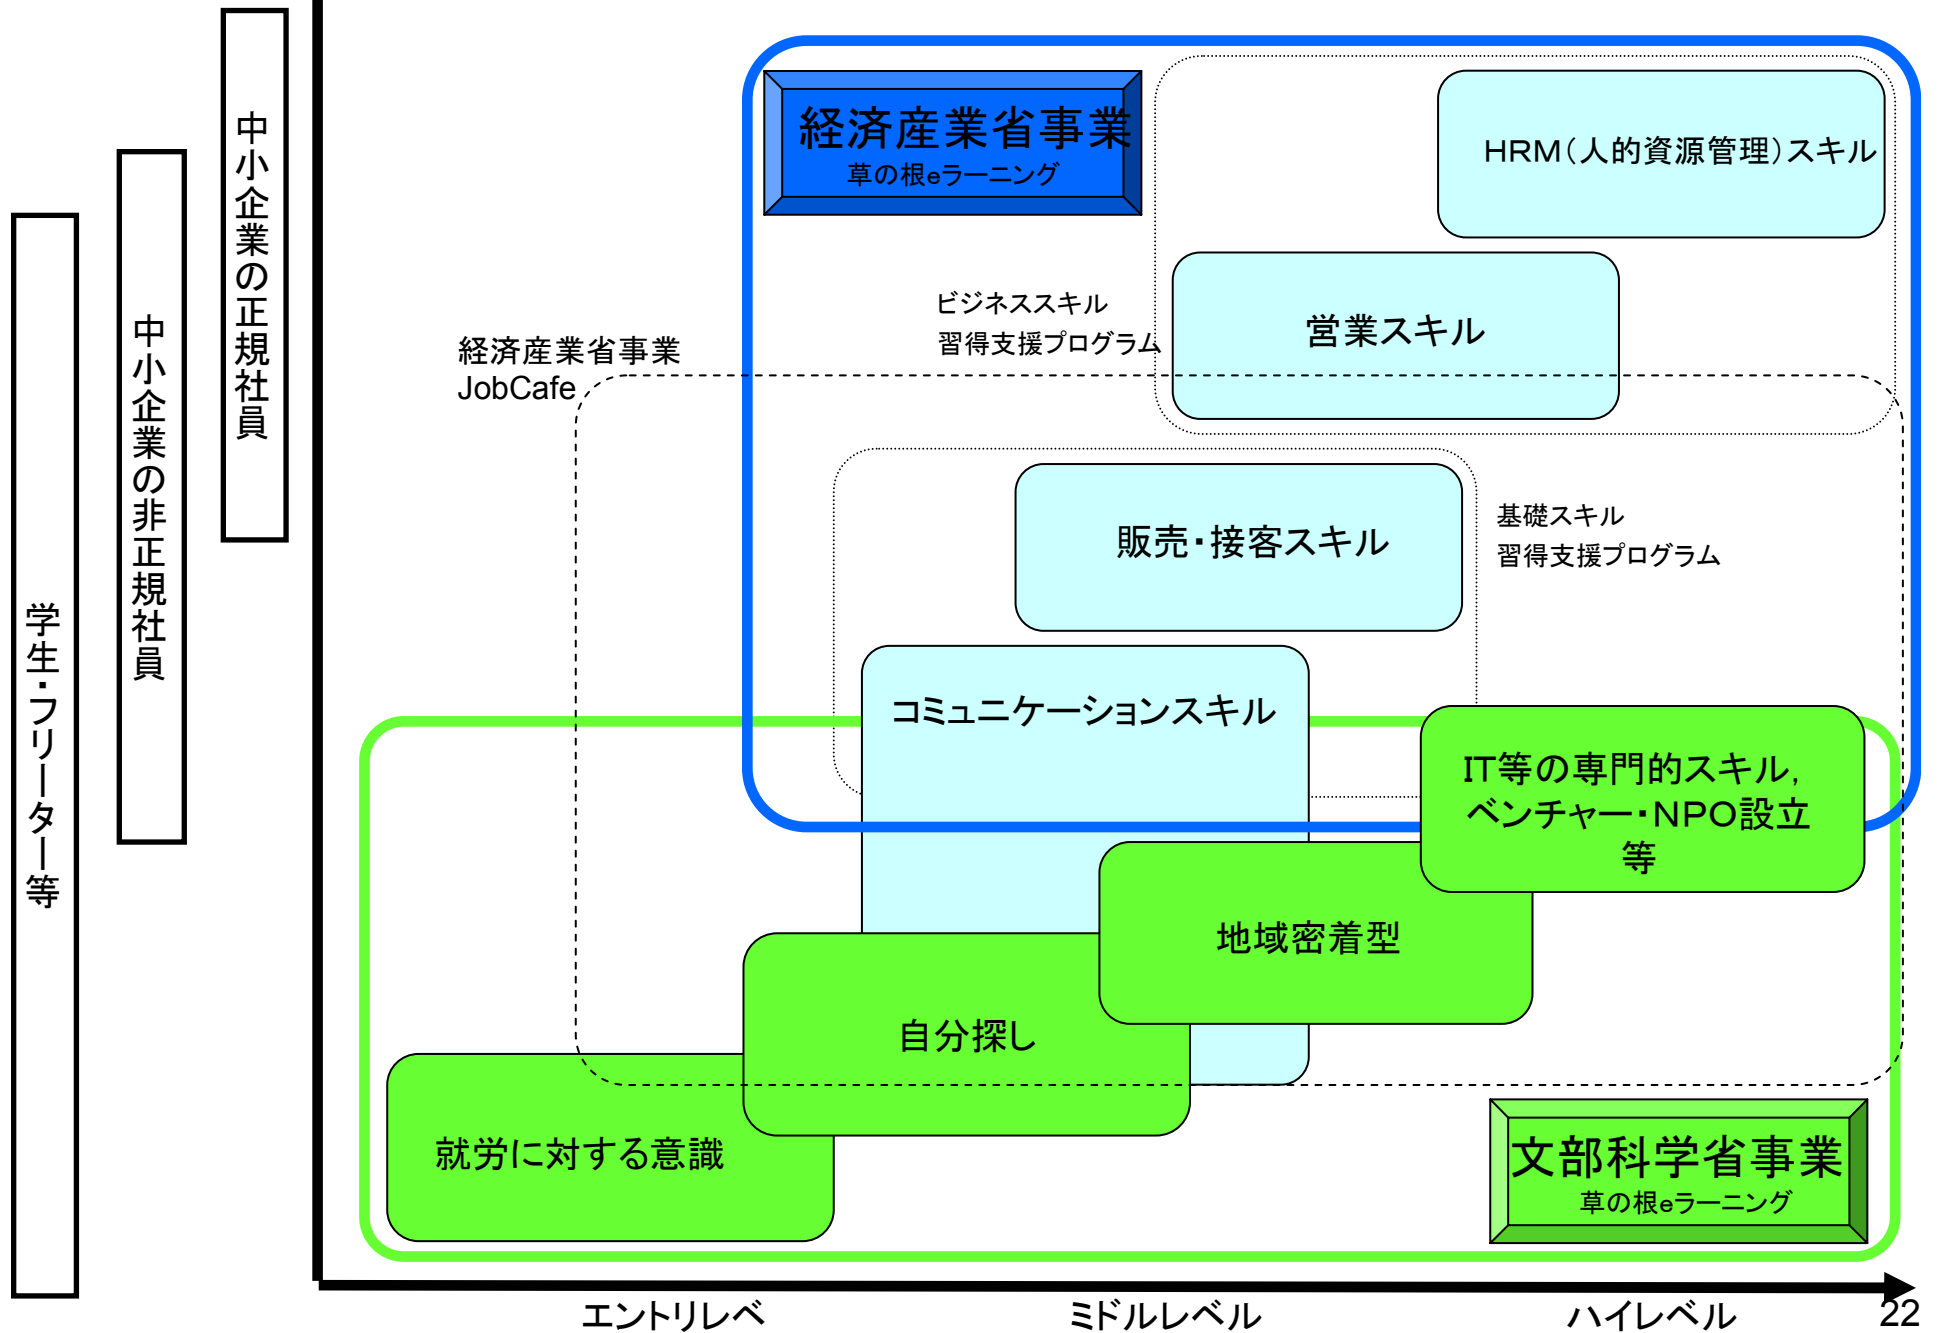 中小企業の正規社員
中小企業の非正規社員
学生・フリーター等
経済産業省事業
草の根eラーニング
HRM(人的資源管理)スキル
ビジネススキル
習得支援プログラム
営業スキル
経済産業省事業
JobCafe
販売・接客スキル
基礎スキル
習得支援プログラム
コミュニケーションスキル
IT等の専門的スキル,
ベンチャー・NPO設立
等
地域密着型
自分探し
就労に対する意識
文部科学省事業
草の根eラーニング
エントリレベ
ミドルレベル
ハイレベル
22